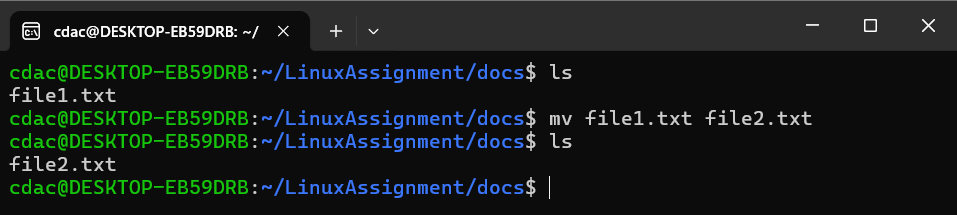 cdac@DESKTOP-EB59DRB: ~/
cdac@DESKTOP-EB59DRB:~/LinuxAssignment/docs$ ls
file1.txt
cdac@DESKTOP-EB59DRB:~/LinuxAssignment/docs$ mv file1.txt file2.txt
cdac@DESKTOP-EB59DRB:~/LinuxAssignment/docs$ ls
file2.txt
cdac@DESKTOP-EB59DRB:~/LinuxAssignment/docs$